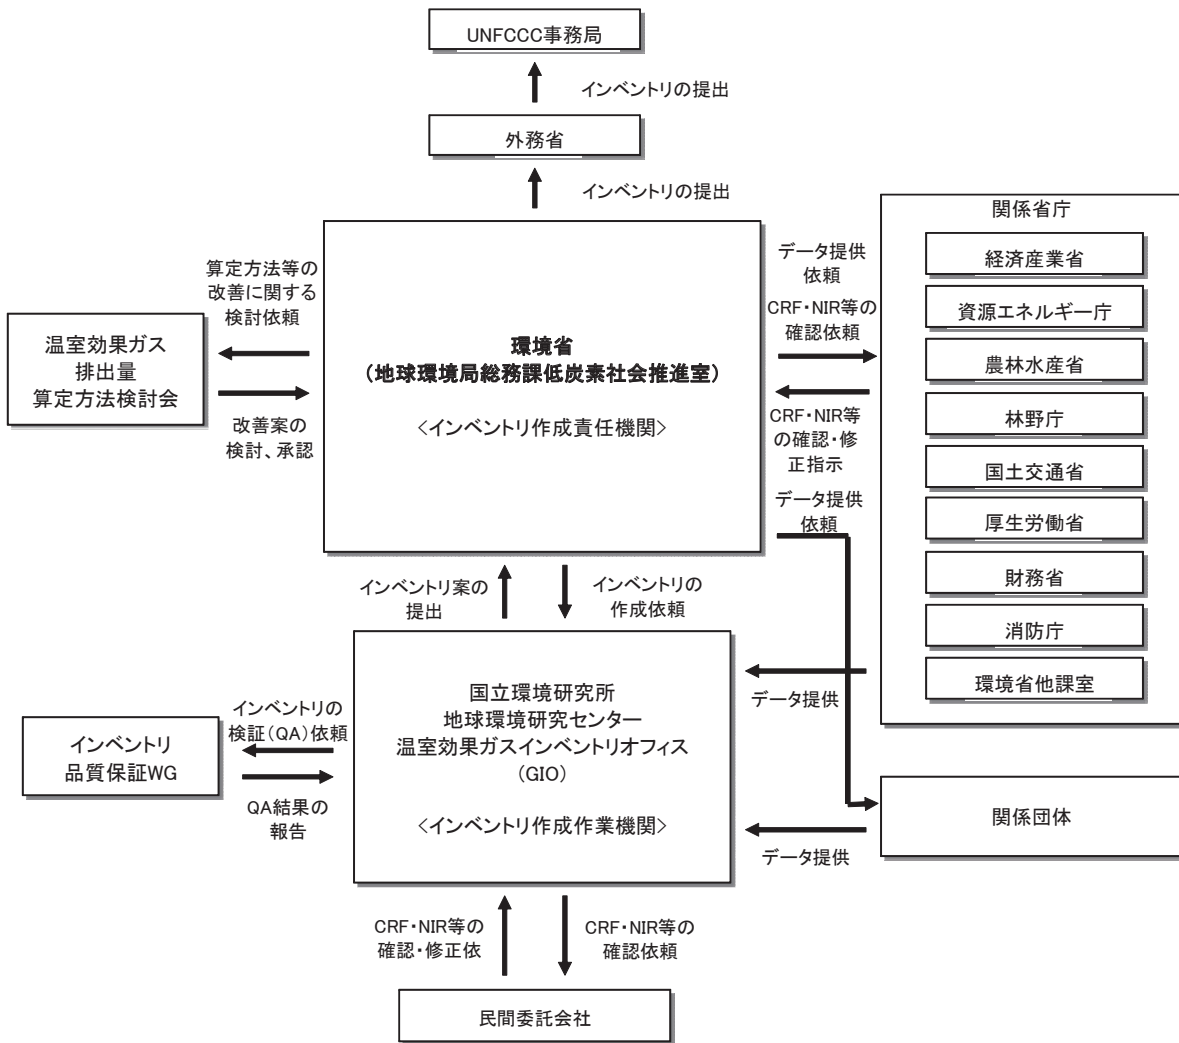 UNFCCC事務局
インベントリの提出
外務省
インベントリの提出
算定方法等の
改善に関する
検討依頼
温室効果ガス
排出量
算定方法検討会
改善案の
検討、承認
環境省
（地球環境局総務課低炭素社会推進室）
<インベントリ作成責任機関>
データ提供
依頼
CRF・NIR等の
確認依頼
CRF・NIR等
の確認・修
正指示
データ提供
依頼
関係省庁
経済産業省
資源エネルギー庁
農林水産省
林野庁
国土交通省
厚生労働省
財務省
消防庁
環境省他課室
インベントリ案の
提出
インベントリの
作成依頼
国立環境研究所
地球環境研究センター
温室効果ガスインベントリオフィス
(GIO)
<インベントリ作成作業機関>
データ提供
インベントリの
検証（QA）依頼
インベントリ
品質保証WG
QA結果の
報告
関係団体
データ提供
CRF・NIR等の
確認・修正依
CRF・NIR等の
確認依頼
民間委託会社